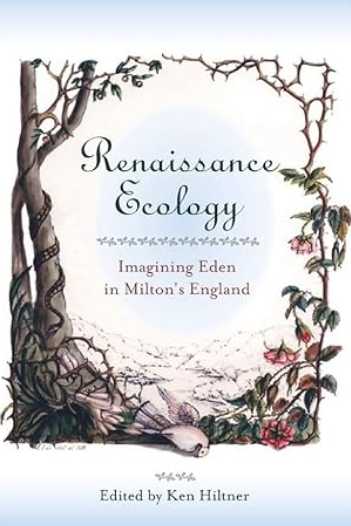 Renaissance
Ecology
Imagining Eden
in Milton's England
Edited by Ken Hiltner